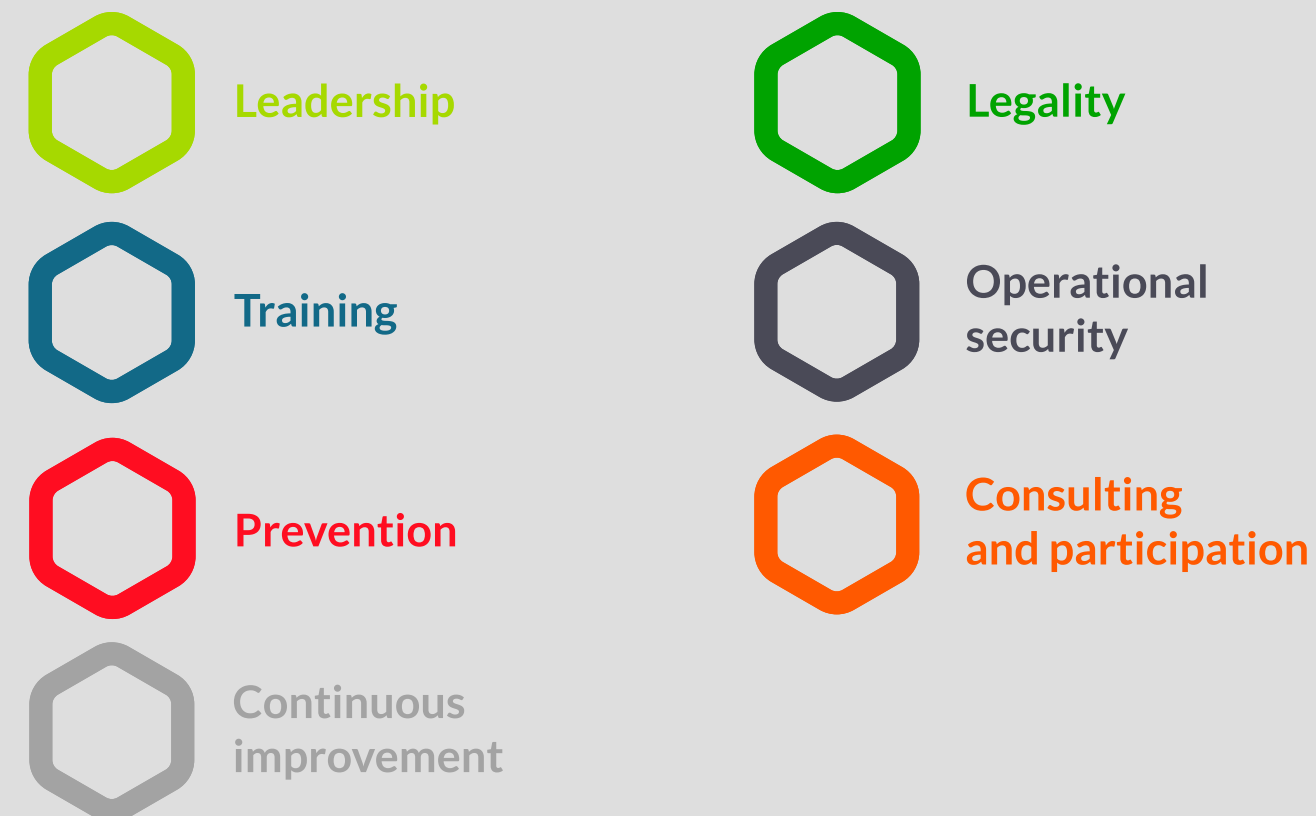 Leadership
Training
Prevention
Continuous
improvement
Legality
Operational
security
Consulting
and participation